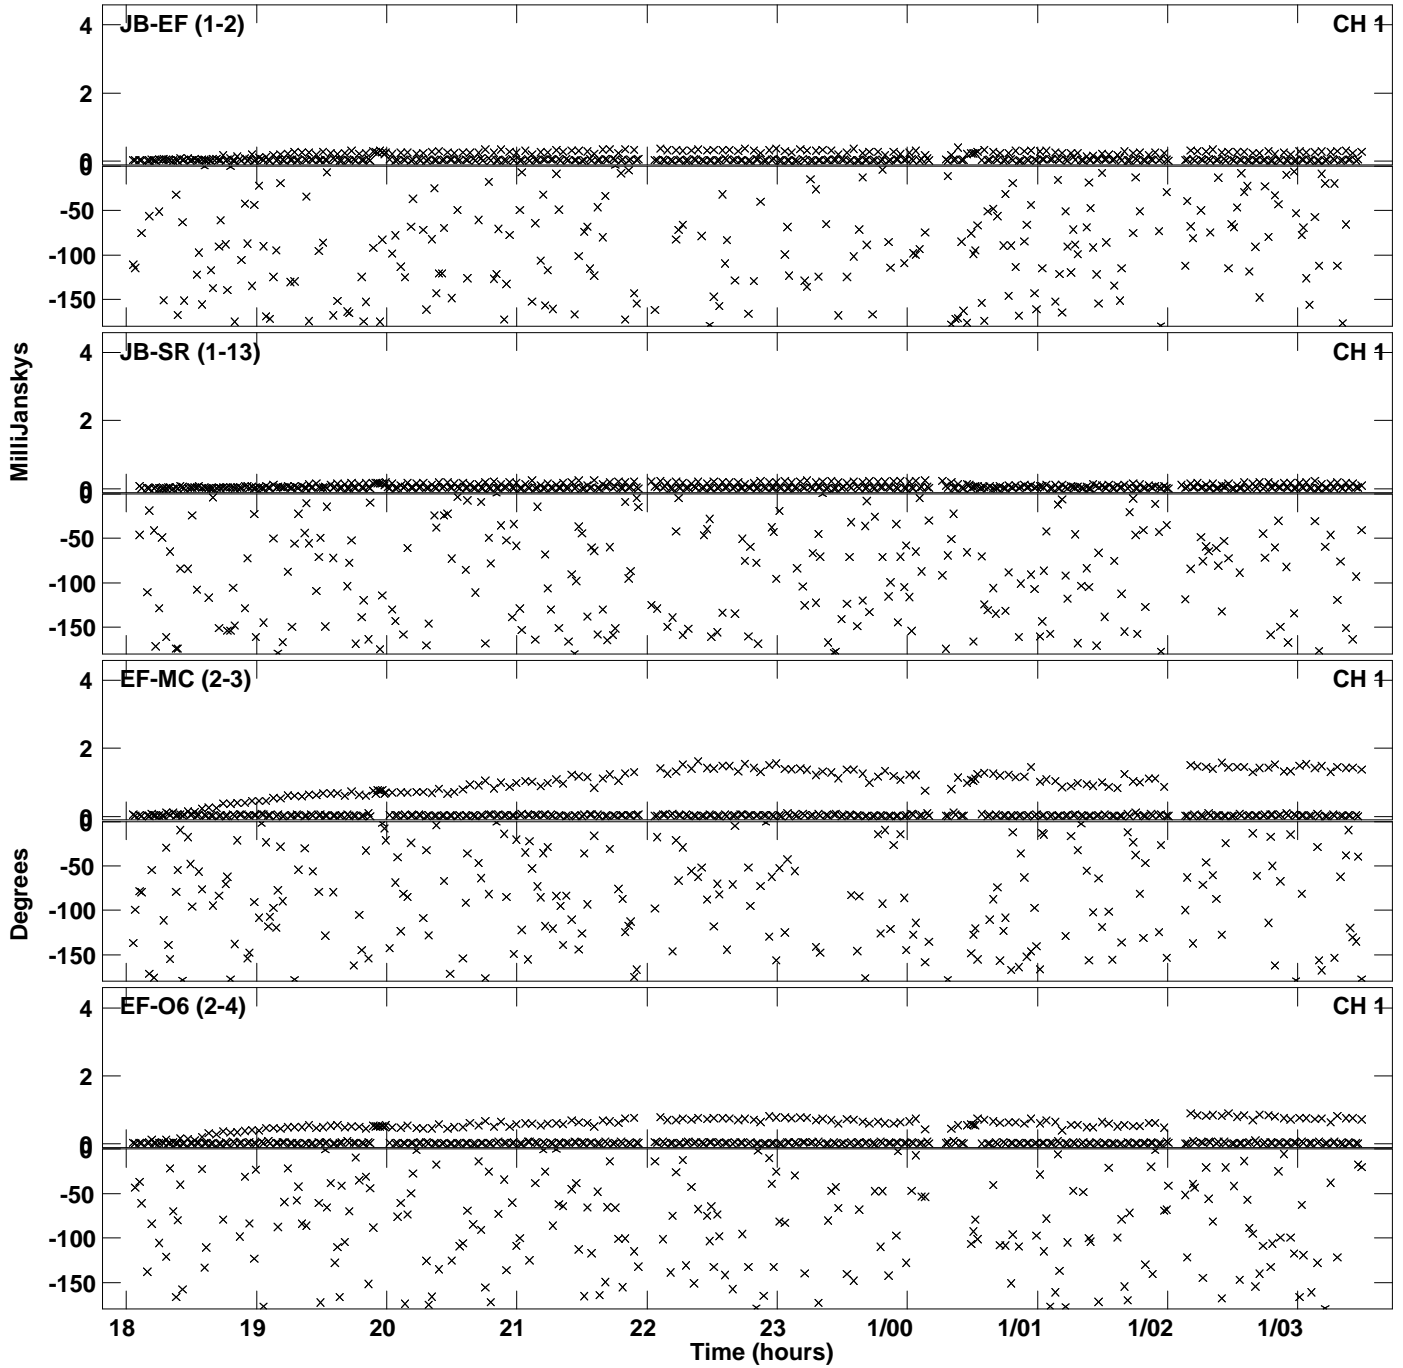 JB-EF (1-2)
CH 1
4
2
0
0
-50
-100
-150
JB-SR (1-13)
CH 1
4
2
0
0
-50
-100
-150
MilliJanskys
EF-MC (2-3)
CH 1
4
2
0
0
-50
-100
-150
Degrees
EF-O6 (2-4)
CH 1
4
2
0
0
-50
-100
-150
18 19 20 21 22 23 1/00 1/01 1/02 1/03
Time (hours)